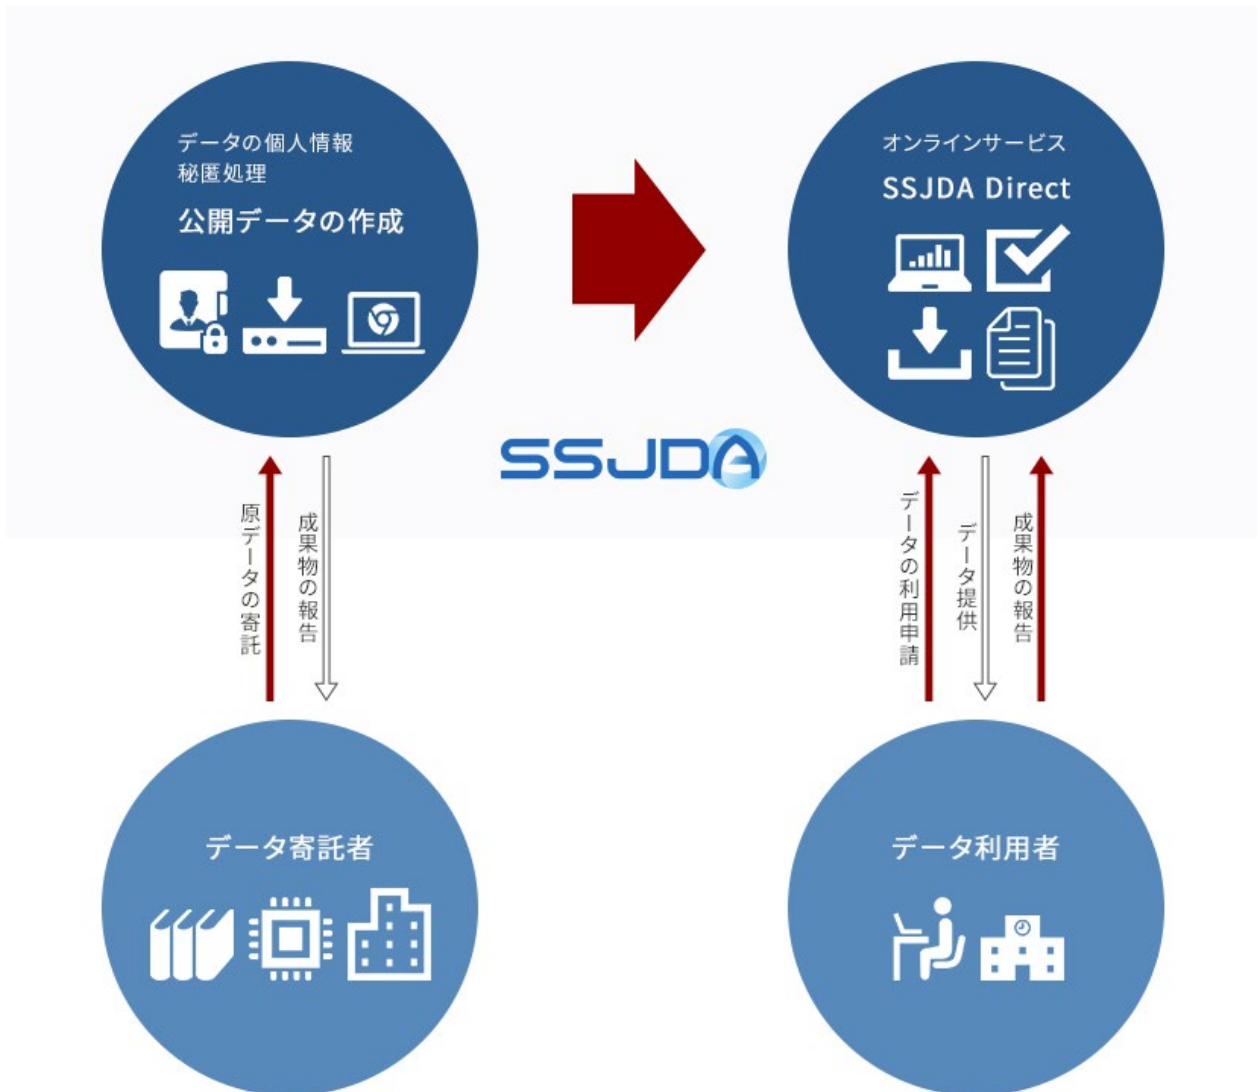 データの個人情報
秘匿処理
公開データの作成
オンラインサービス
SSJDA Direct
SSJDA
原データの寄託
成果物の報告
データの利用申請
データ提供
成果物の報告
データ寄託者
データ利用者